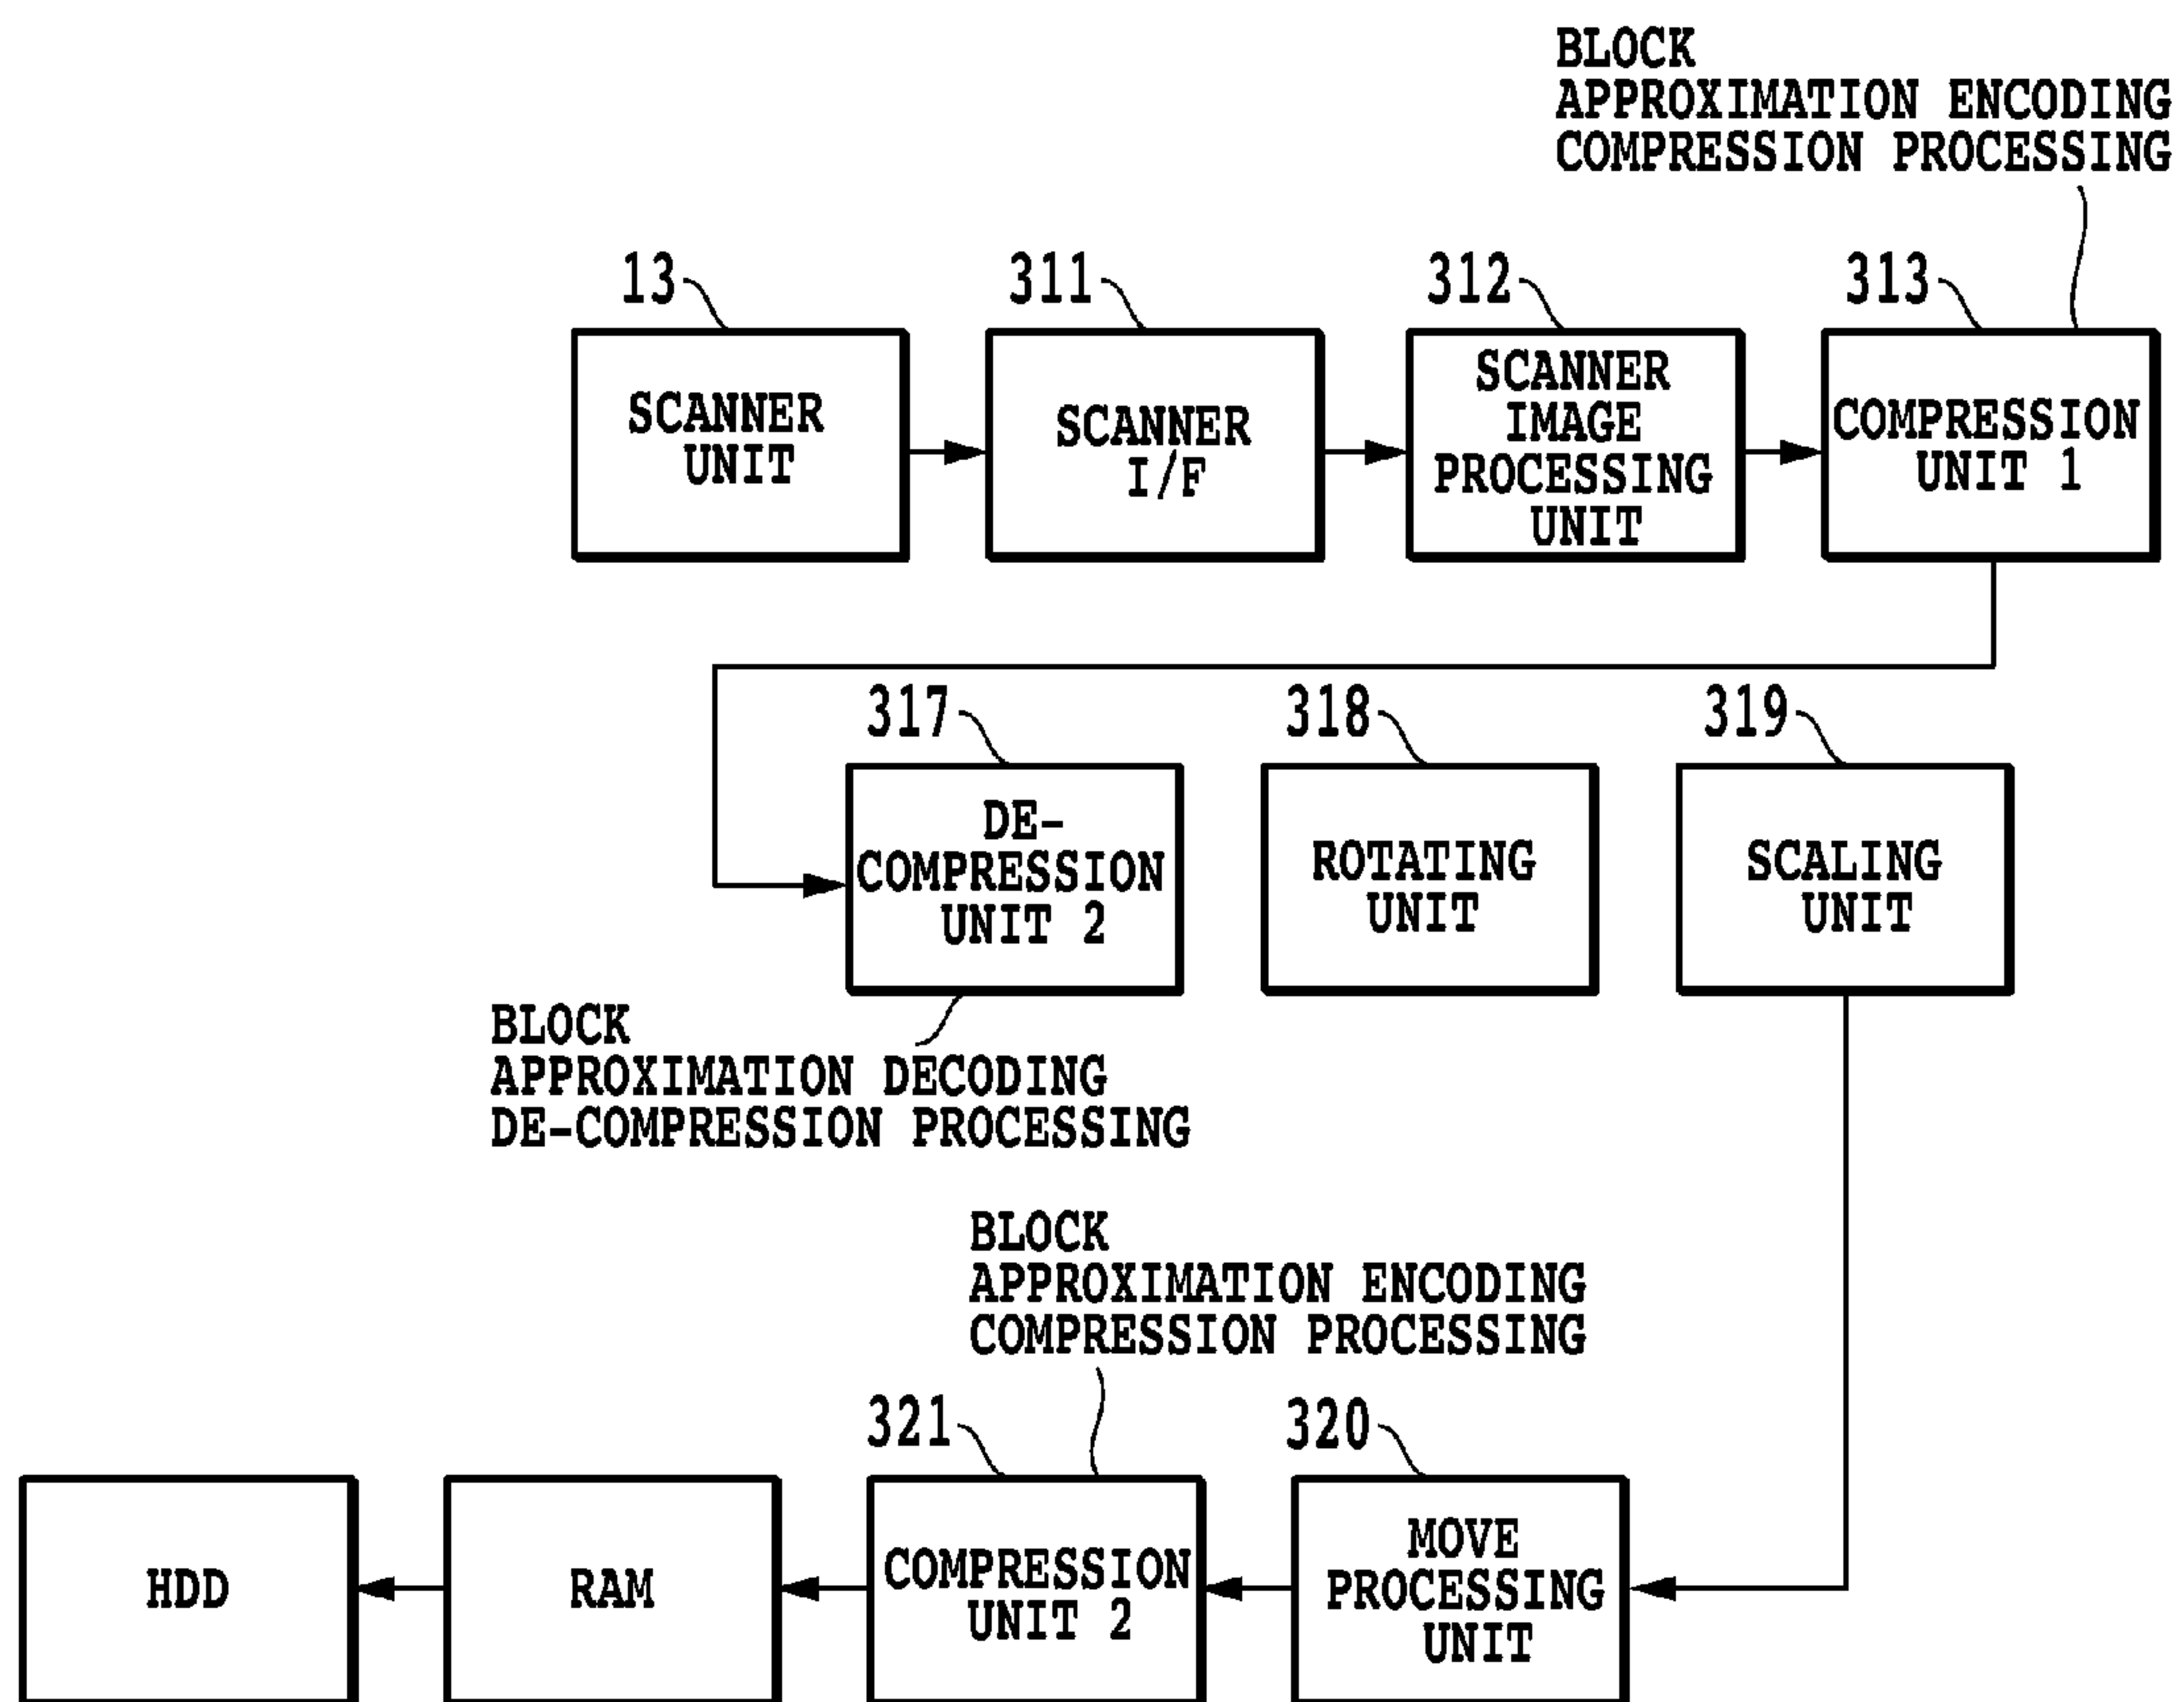 BLOCK
APPROXIMATION ENCODING
COMPRESSION PROCESSING
13
311
312
313
SCANNER
UNIT
SCANNER
I/F
SCANNER
IMAGE
PROCESSING
UNIT
COMPRESSION
UNIT 1
317
318
319
DE-
COMPRESSION
UNIT 2
ROTATING
UNIT
SCALING
UNIT
BLOCK
APPROXIMATION DECODING
DE-COMPRESSION PROCESSING
BLOCK
APPROXIMATION ENCODING
COMPRESSION PROCESSING
321
320
HDD
RAM
COMPRESSION
UNIT 2
MOVE
PROCESSING
UNIT